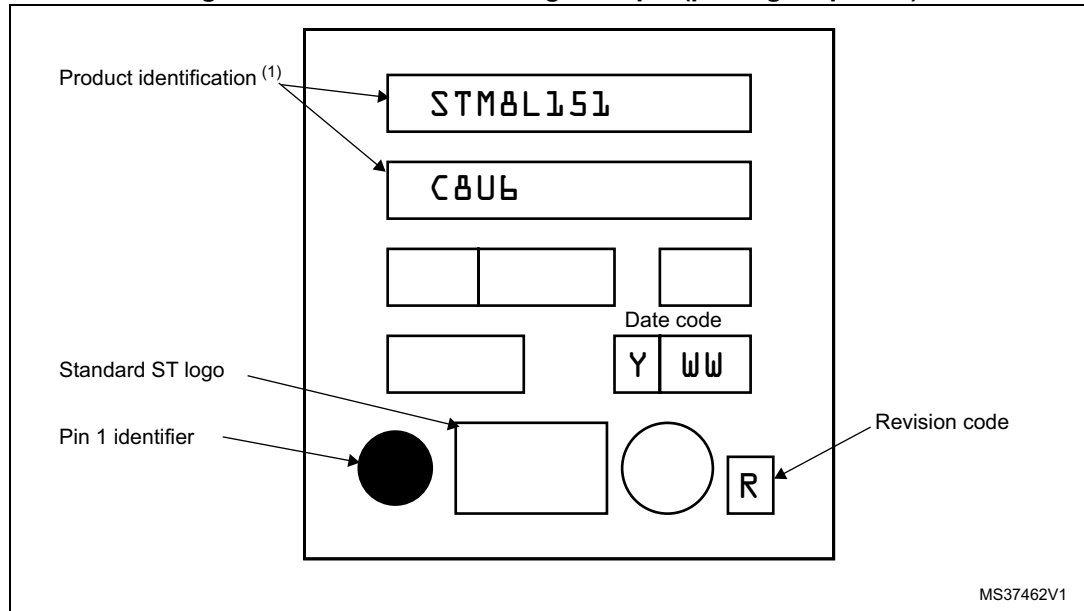 Product identification (1)
STM8L151
C8U6
Date code
Y WW
Standard ST logo
Pin 1 identifier
Revision code
R
MS37462V1